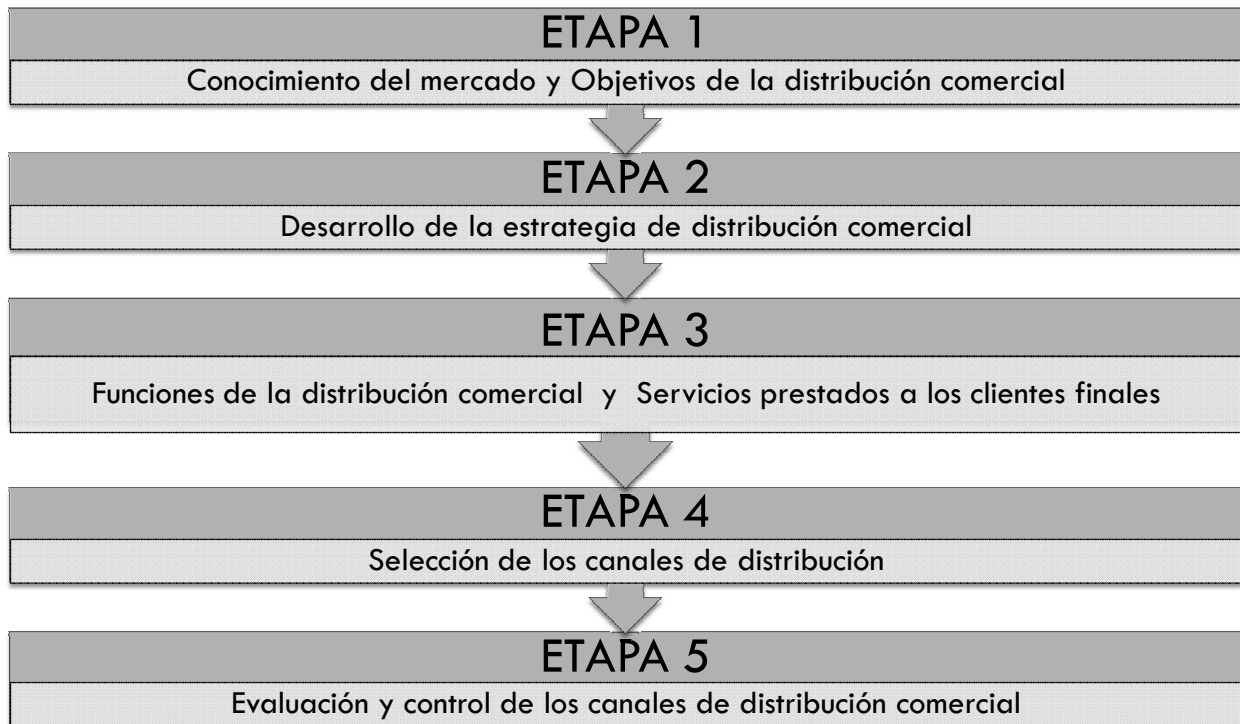 ETAPA 1
Conocimiento del mercado y Objetivos de la distribución comercial
ETAPA 2
Desarrollo de la estrategia de distribución comercial
ETAPA 3
Funciones de la distribución comercial y Servicios prestados a los clientes finales
ETAPA 4
Selección de los canales de distribución
ETAPA 5
Evaluación y control de los canales de distribución comercial